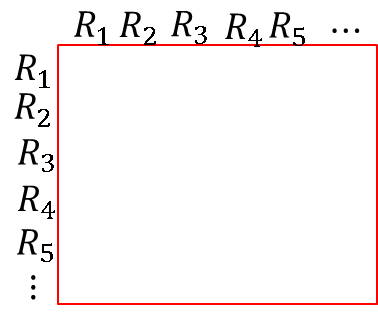 R₁ R₂ R₃ R₄ R₅ ⋯
R₁
R₂
R₃
R₄
R₅
⋮